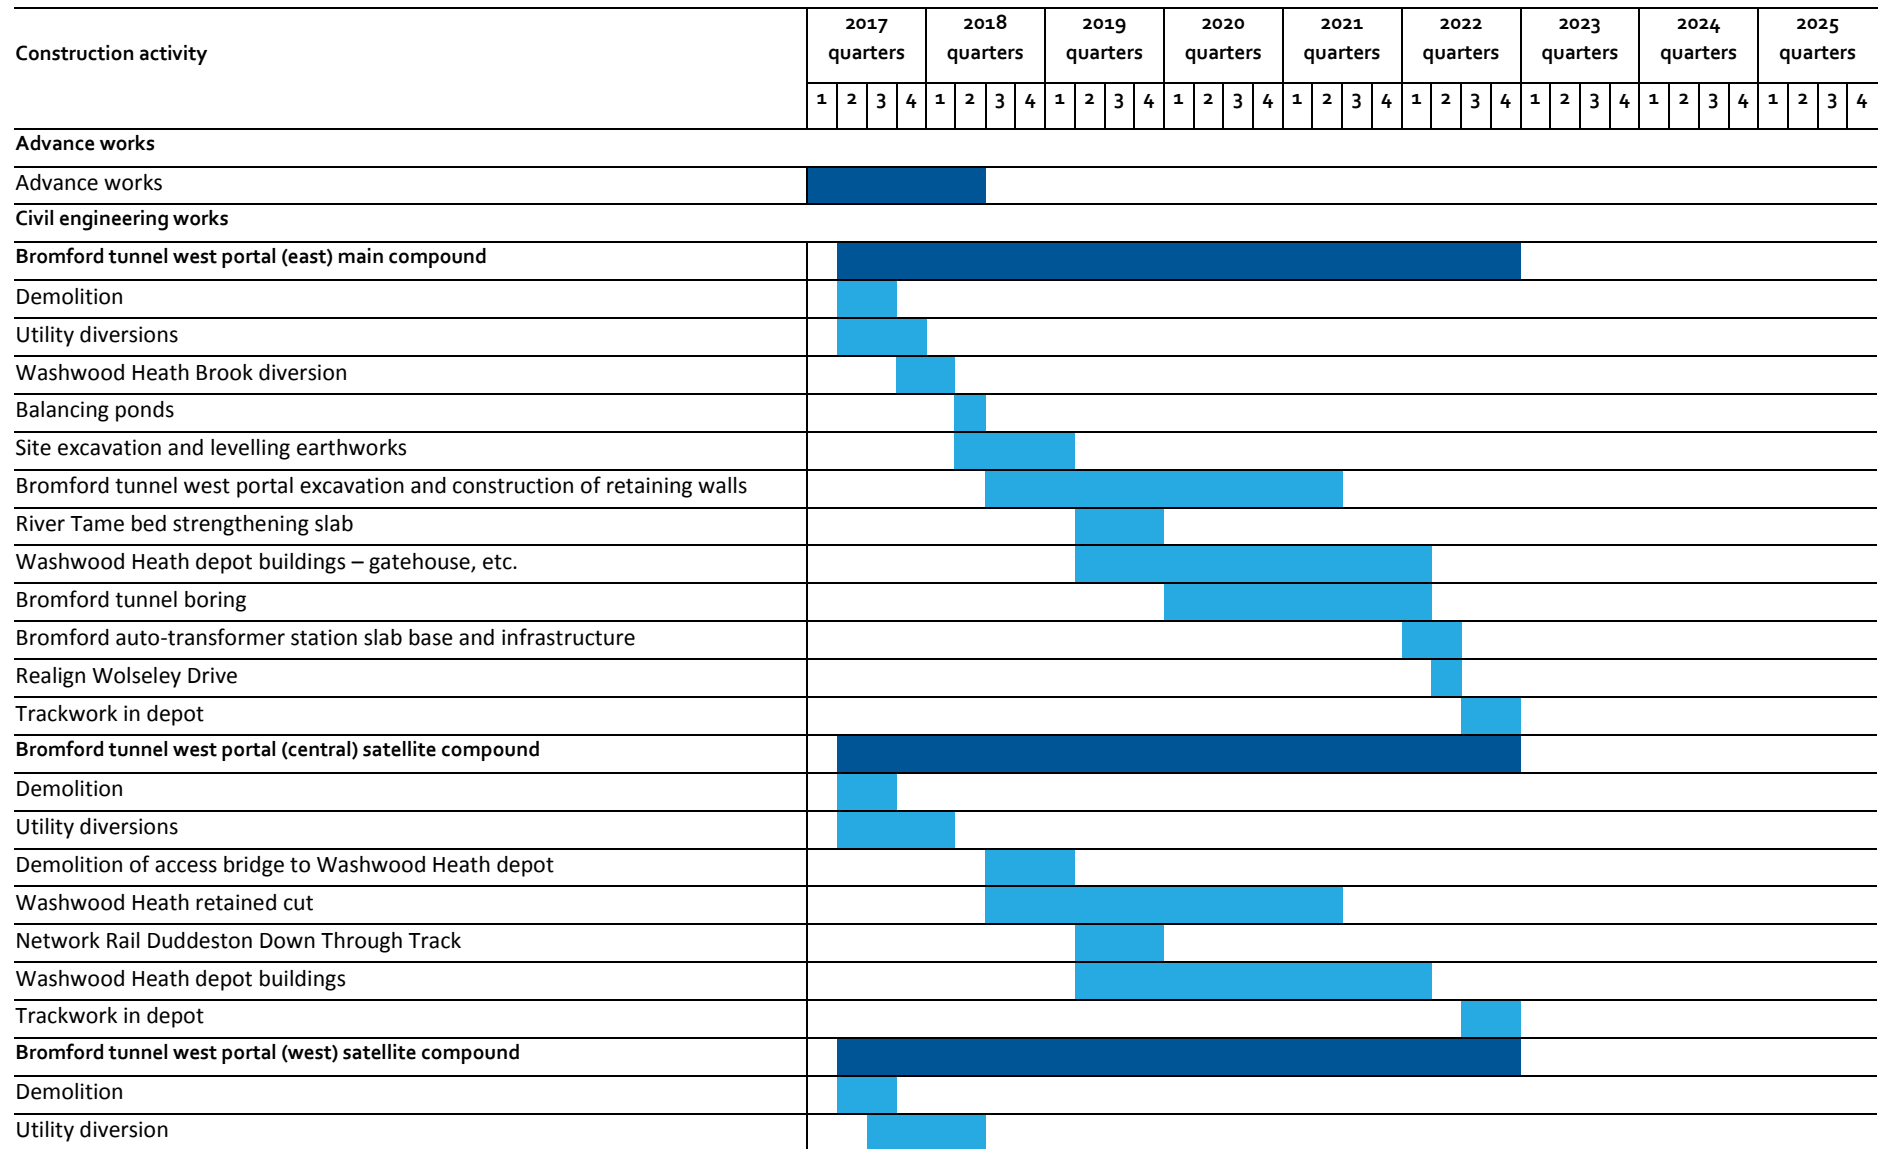 2017 2018 2019 2020 2021 2022 2023 2024 2025
Construction activity quarters quarters quarters quarters quarters quarters quarters quarters quarters
1 2 3 4 1 2 3 4 1 2 3 4 1 2 3 4 1 2 3 4 1 2 3 4 1 2 3 4 1 2 3 4 1 2 3 4
Advance works
Advance works
Civil engineering works
Bromford tunnel west portal (east) main compound
Demolition
Utility diversions
Washwood Heath Brook diversion
Balancing ponds
Site excavation and levelling earthworks
Bromford tunnel west portal excavation and construction of retaining walls
River Tame bed strengthening slab
Washwood Heath depot buildings – gatehouse, etc.
Bromford tunnel boring
Bromford auto-transformer station slab base and infrastructure
Realign Wolseley Drive
Trackwork in depot
Bromford tunnel west portal (central) satellite compound
Demolition
Utility diversions
Demolition of access bridge to Washwood Heath depot
Washwood Heath retained cut
Network Rail Duddeston Down Through Track
Washwood Heath depot buildings
Trackwork in depot
Bromford tunnel west portal (west) satellite compound
Demolition
Utility diversion